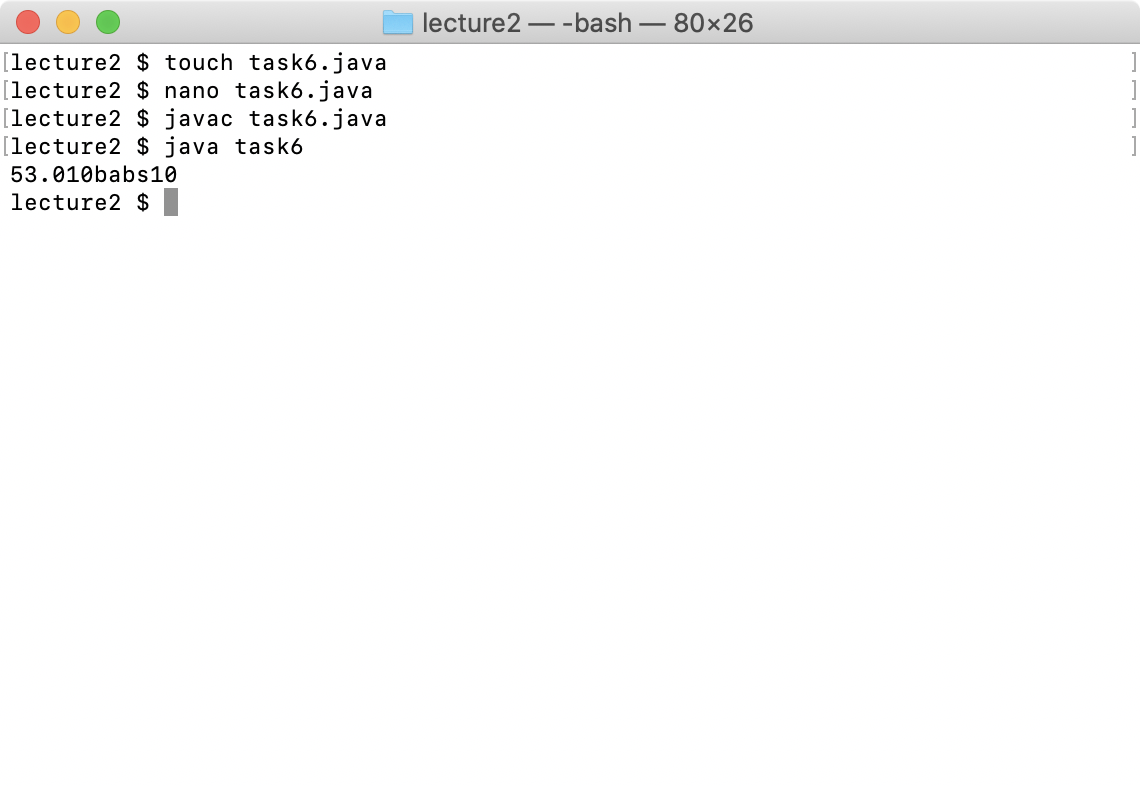 lecture2 — -bash — 80×26
[lecture2 $ touch task6.java ]
[lecture2 $ nano task6.java ]
[lecture2 $ javac task6.java ]
[lecture2 $ java task6 ]
53.010babs10
lecture2 $